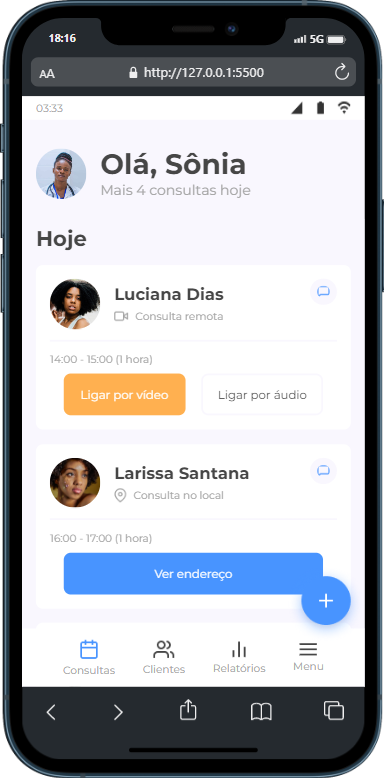 18:16
5G
AA
http://127.0.0.1:5500
03:33
Olá, Sônia
Mais 4 consultas hoje
Hoje
Luciana Dias
Consulta remota
14:00 - 15:00 (1 hora)
Ligar por vídeo
Ligar por áudio
Larissa Santana
Consulta no local
16:00 - 17:00 (1 hora)
Ver endereço
+
Consultas
Clientes
Relatórios
Menu